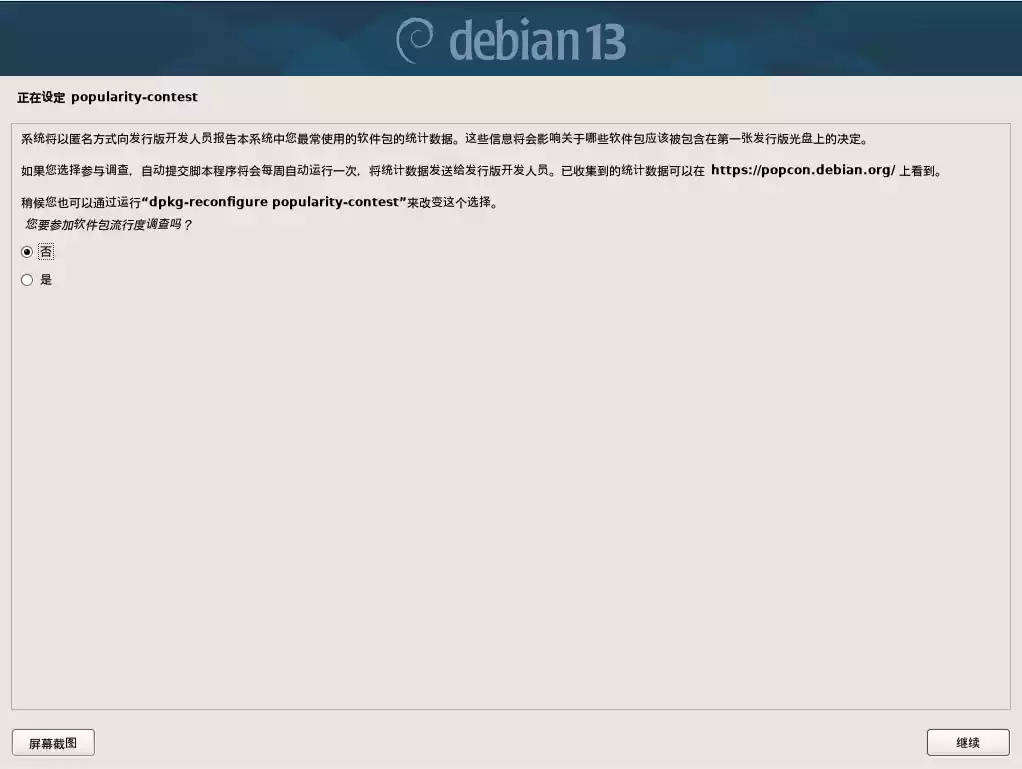 debian 13
正在设定 popularity-contest
系统将以匿名方式向发行版开发人员报告本系统中您最常使用的软件包的统计数据。这些信息将会影响关于哪些软件包应该被包含在第一张发行版光盘上的决定。
如果您选择参与调查，自动提交脚本程序将会每周自动运行一次，将统计数据发送给发行版开发人员。已收集到的统计数据可以在 https://popcon.debian.org/ 上看到。
稍候您也可以通过运行“dpkg-reconfigure popularity-contest”来改变这个选择。
您要参加软件包流行度调查吗？
否
是
屏幕截图
继续